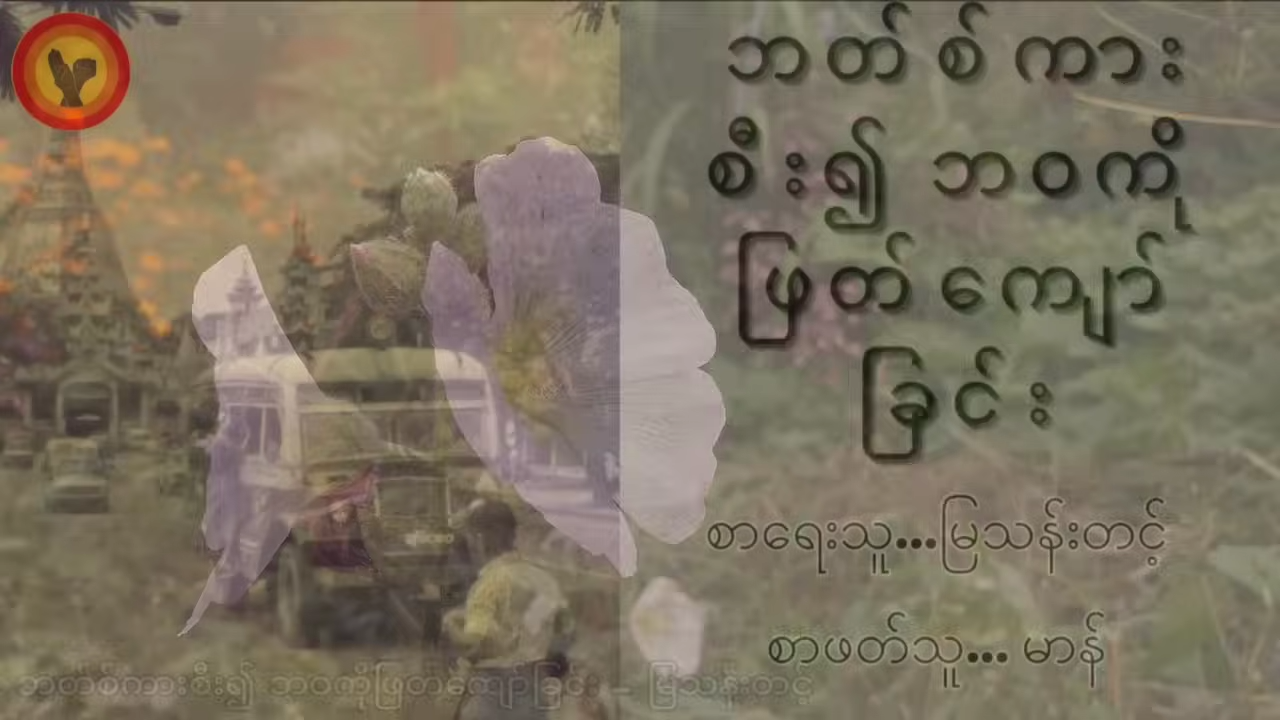 ဘတ်စ်ကား
စီး၍ ဘဝကို
ဖြတ်ကျော်
ခြင်း
စာရေးသူ...မြသန်းတင့်
စာဖတ်သူ... မာန်
ဘတ်စ်ကားစီး၍ ဘဝကိုဖြတ်ကျော်ခြင်း – မြသန်းတင့်